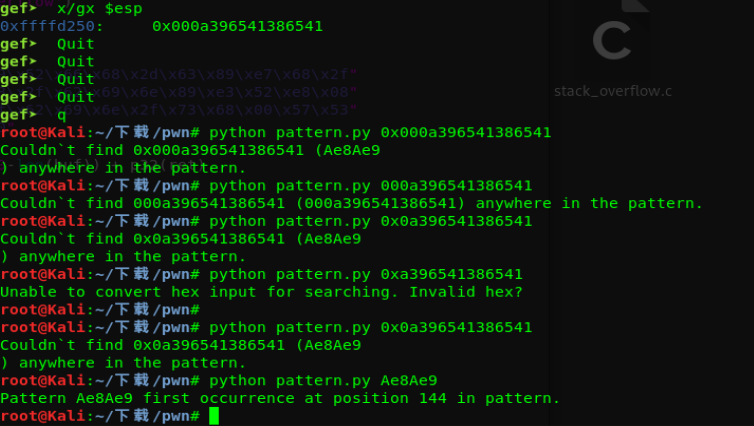 gef➤  x/gx $esp
0xffffd250:     0x000a396541386541
gef➤  Quit
gef➤  Quit
gef➤  Quit
gef➤  Quit
gef➤  q
root@Kali:~/下载/pwn# python pattern.py 0x000a396541386541
Couldn`t find 0x000a396541386541 (Ae8Ae9
) anywhere in the pattern.
root@Kali:~/下载/pwn# python pattern.py 000a396541386541
Couldn`t find 000a396541386541 (000a396541386541) anywhere in the pattern.
root@Kali:~/下载/pwn# python pattern.py 0x0a396541386541
Couldn`t find 0x0a396541386541 (Ae8Ae9
) anywhere in the pattern.
root@Kali:~/下载/pwn# python pattern.py 0xa396541386541
Unable to convert hex input for searching. Invalid hex?
root@Kali:~/下载/pwn#
root@Kali:~/下载/pwn# python pattern.py 0x0a396541386541
Couldn`t find 0x0a396541386541 (Ae8Ae9
) anywhere in the pattern.
root@Kali:~/下载/pwn# python pattern.py Ae8Ae9
Pattern Ae8Ae9 first occurrence at position 144 in pattern.
root@Kali:~/下载/pwn#
C
stack_overflow.c